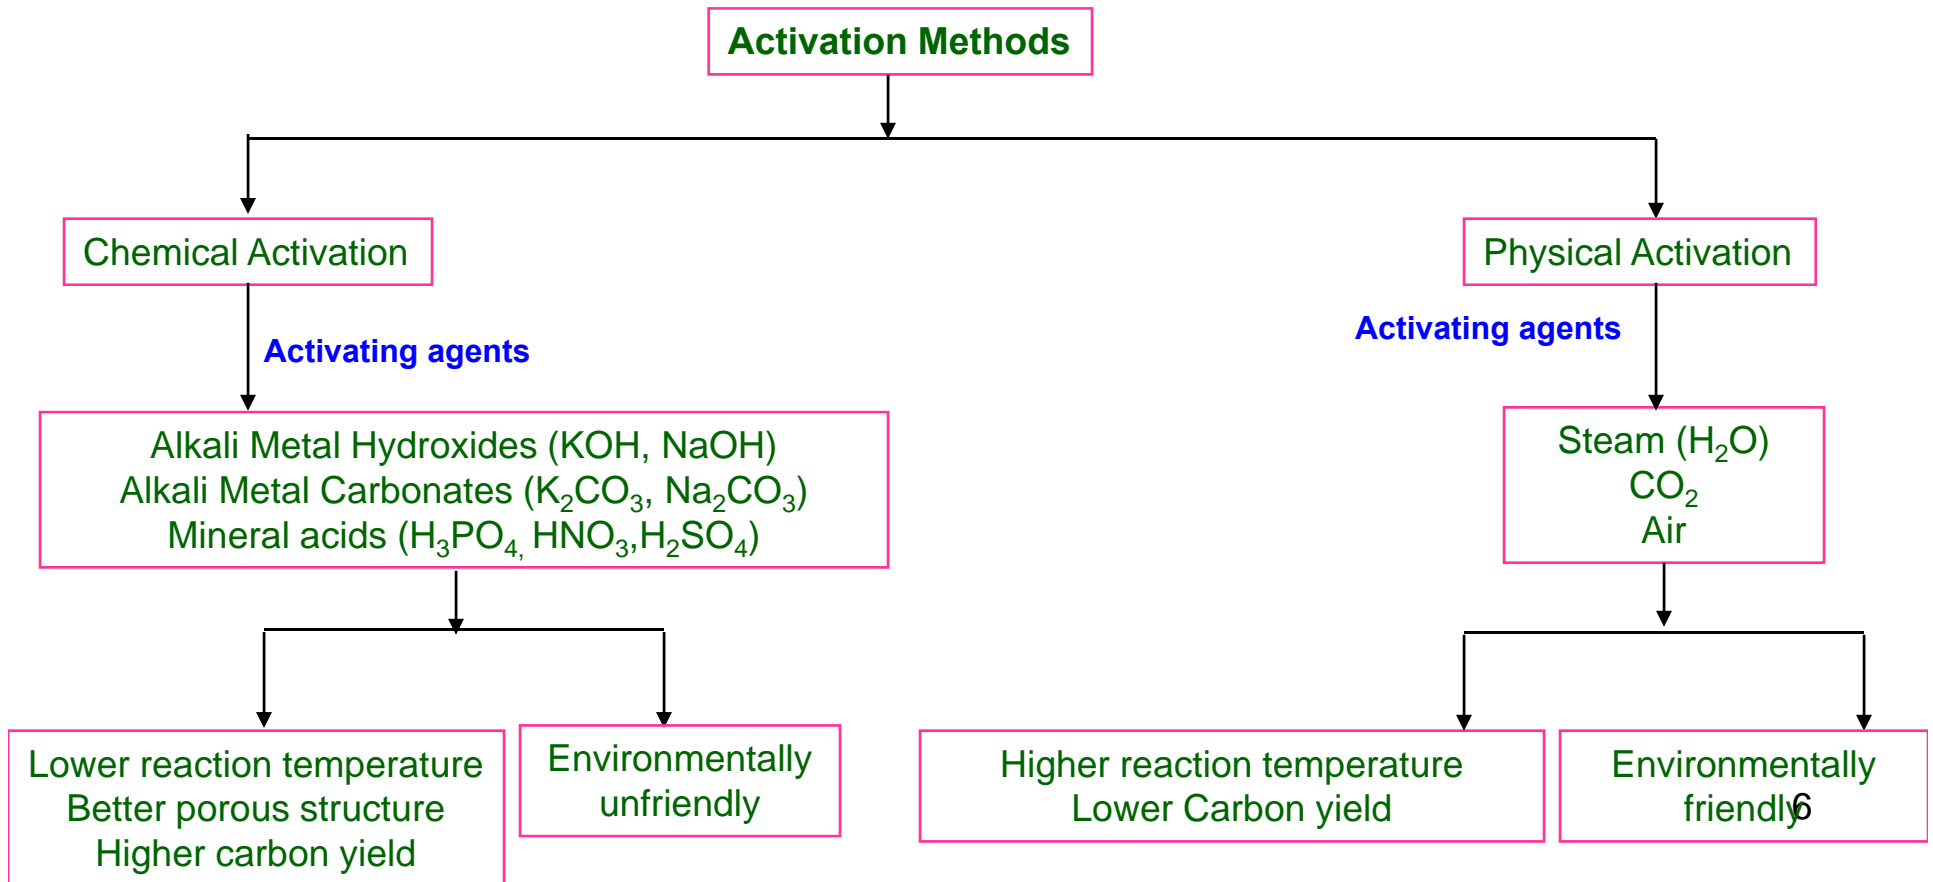 Activation Methods
Chemical Activation
Physical Activation
Activating agents
Activating agents
Alkali Metal Hydroxides (KOH, NaOH)
Alkali Metal Carbonates (K₂CO₃, Na₂CO₃)
Mineral acids (H₃PO₄, HNO₃,H₂SO₄)
Steam (H₂O)
CO₂
Air
Lower reaction temperature
Better porous structure
Higher carbon yield
Environmentally
unfriendly
Higher reaction temperature
Lower Carbon yield
Environmentally
friendly
6